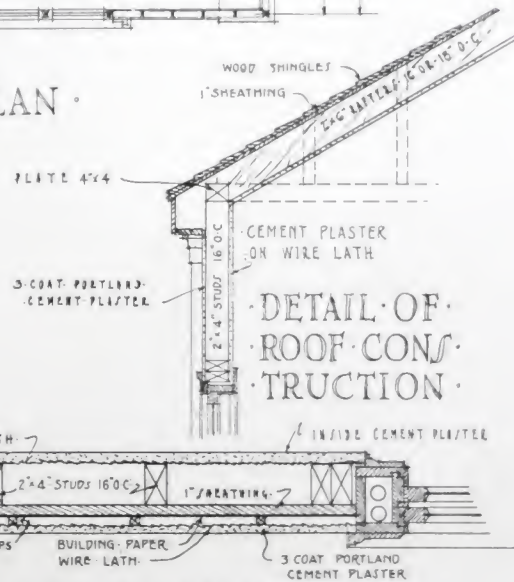 LAN ·
WOOD SHINGLES
1" SHEATHING
2"x6" RAFTERS · 16" OR · 18" O·C·
PLATE 4"x4
CEMENT PLASTER
ON WIRE LATH
2"x4" STUDS 16" O·C
3·COAT·PORTLAND·
CEMENT·PLASTER
·DETAIL·OF·
·ROOF·CONS·
·TRUCTION·
TH·
INSIDE CEMENT PLASTER
2"x4" STUDS 16"O·C·
1" SHEATHING·
PS
BUILDING·PAPER
WIRE LATH·
3 COAT PORTLAND
CEMENT PLASTER